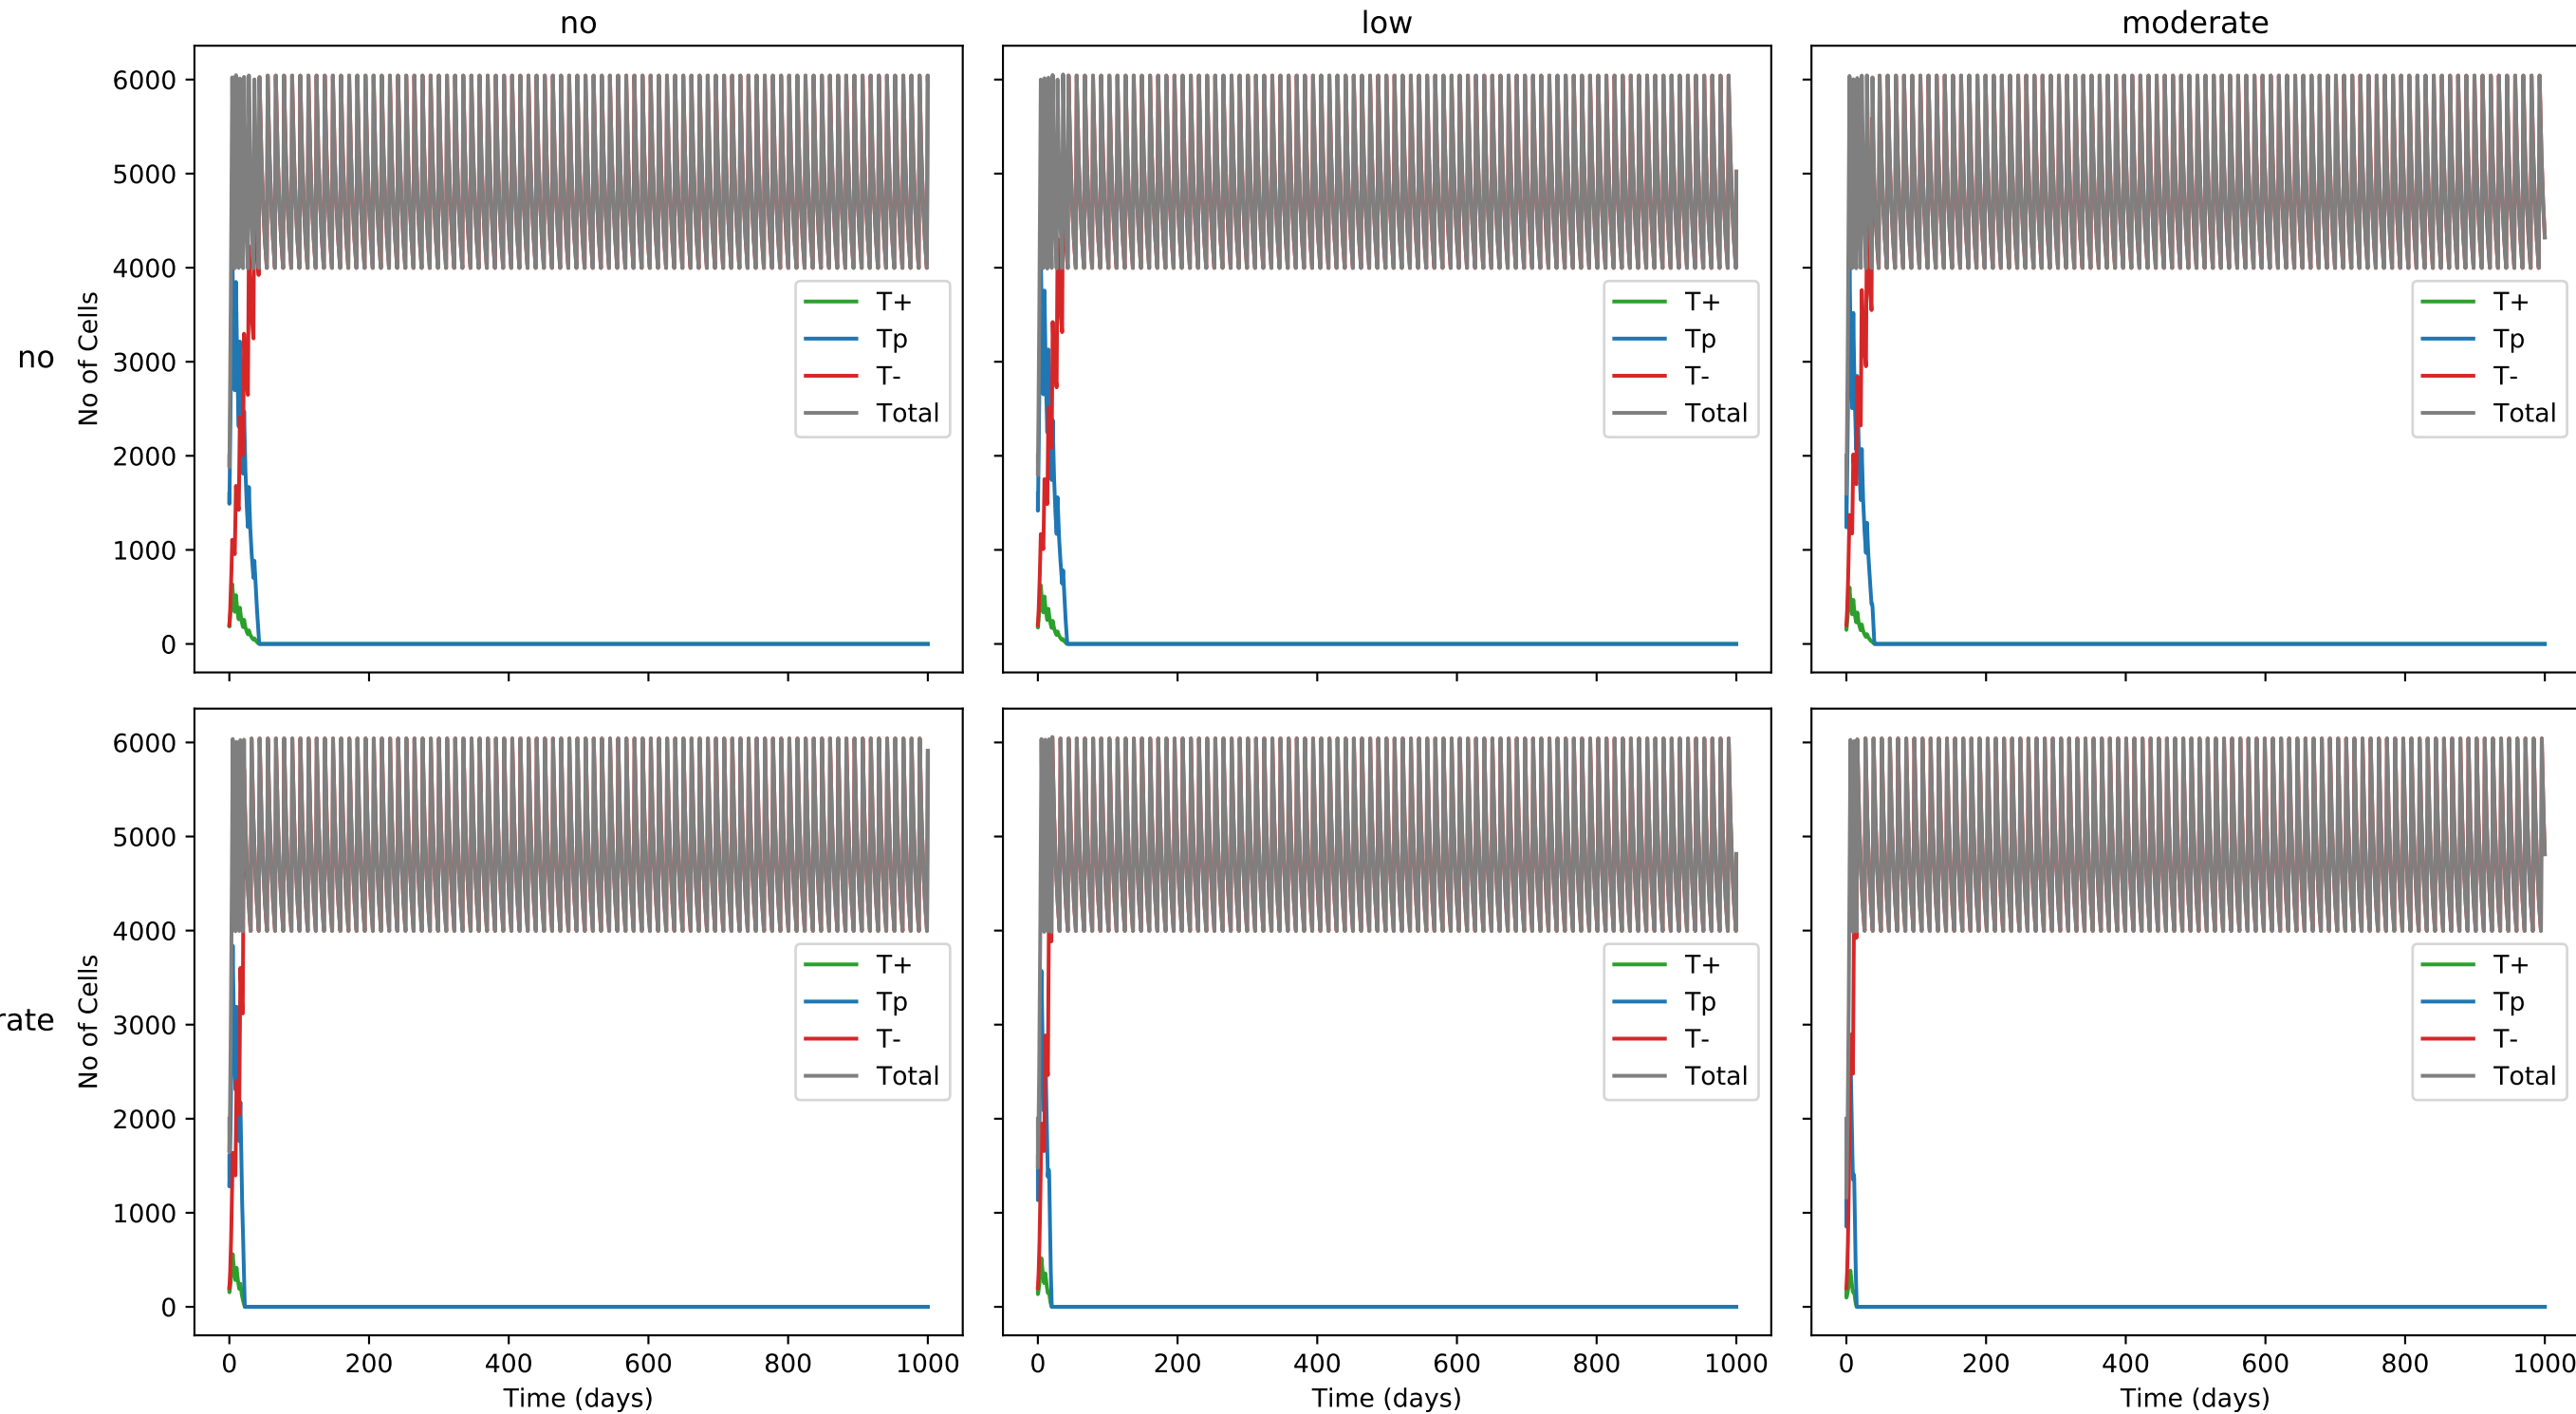 no low moderate
6000
5000
4000
3000
2000
1000
0
no
No of Cells
T+
Tp
T-
Total
T+
Tp
T-
Total
T+
Tp
T-
Total
6000
5000
4000
3000
2000
1000
0
rate
No of Cells
T+
Tp
T-
Total
T+
Tp
T-
Total
T+
Tp
T-
Total
0 200 400 600 800 1000
0 200 400 600 800 1000
0 200 400 600 800 1000
Time (days) Time (days) Time (days)